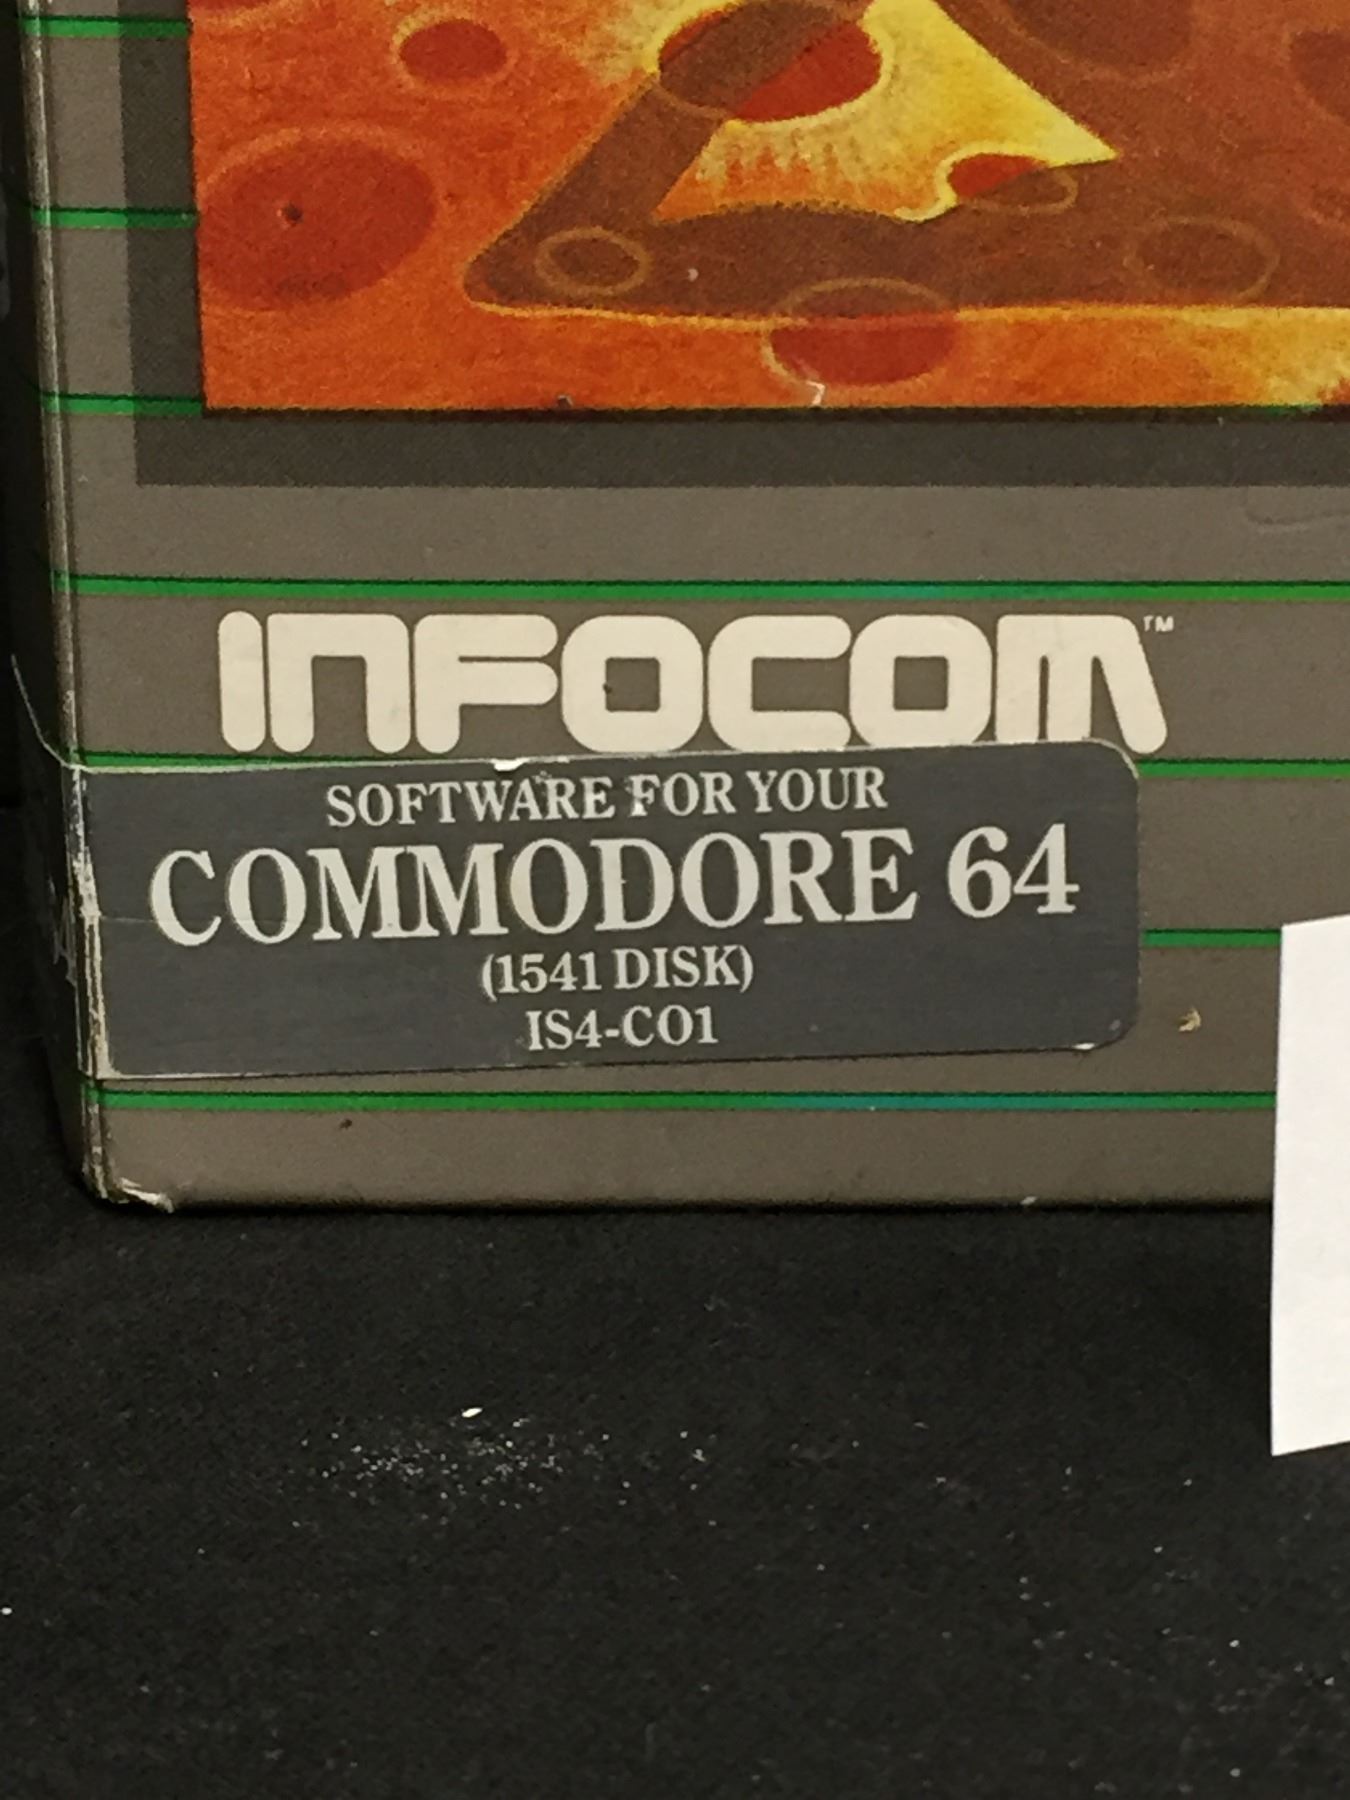 INFOCOM™
SOFTWARE FOR YOUR
COMMODORE 64
(1541 DISK)
IS4-CO1